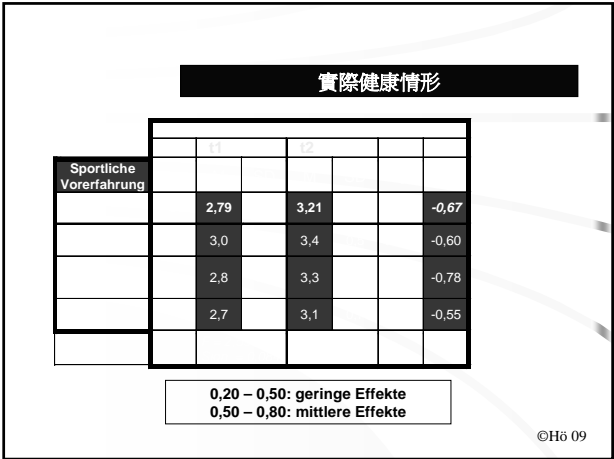 實際健康情形
t1 t2
Sportliche
Vorerfahrung
2,79 3,21 -0,67
3,0 3,4 -0,60
2,8 3,3 -0,78
2,7 3,1 -0,55
0,20 – 0,50: geringe Effekte
0,50 – 0,80: mittlere Effekte
©Hö 09